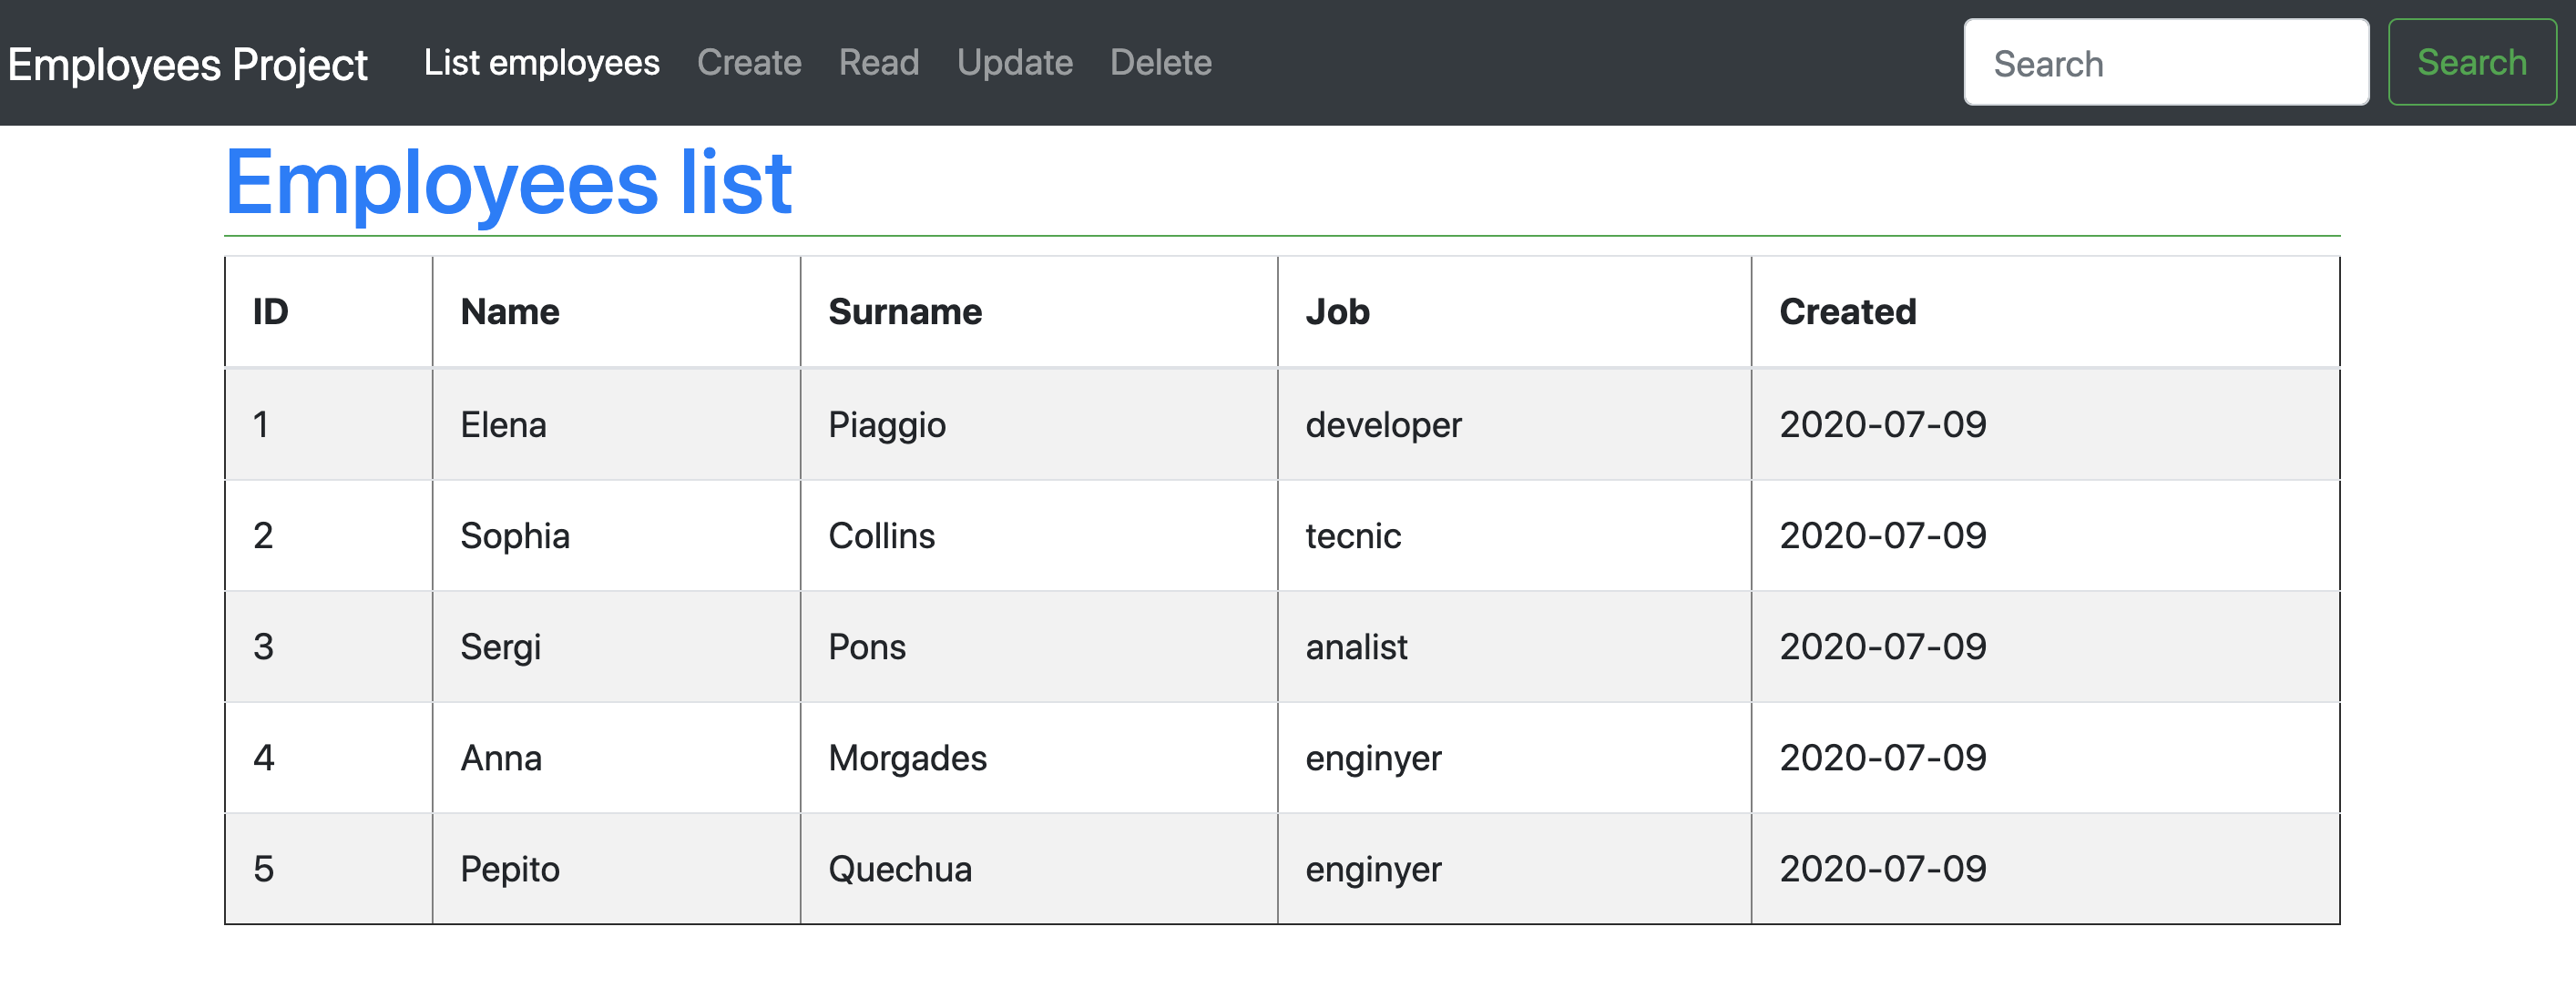 Employees Project List employees Create Read Update Delete Search Search
Employees list
ID Name Surname Job Created
1 Elena Piaggio developer 2020-07-09
2 Sophia Collins tecnic 2020-07-09
3 Sergi Pons analist 2020-07-09
4 Anna Morgades enginyer 2020-07-09
5 Pepito Quechua enginyer 2020-07-09